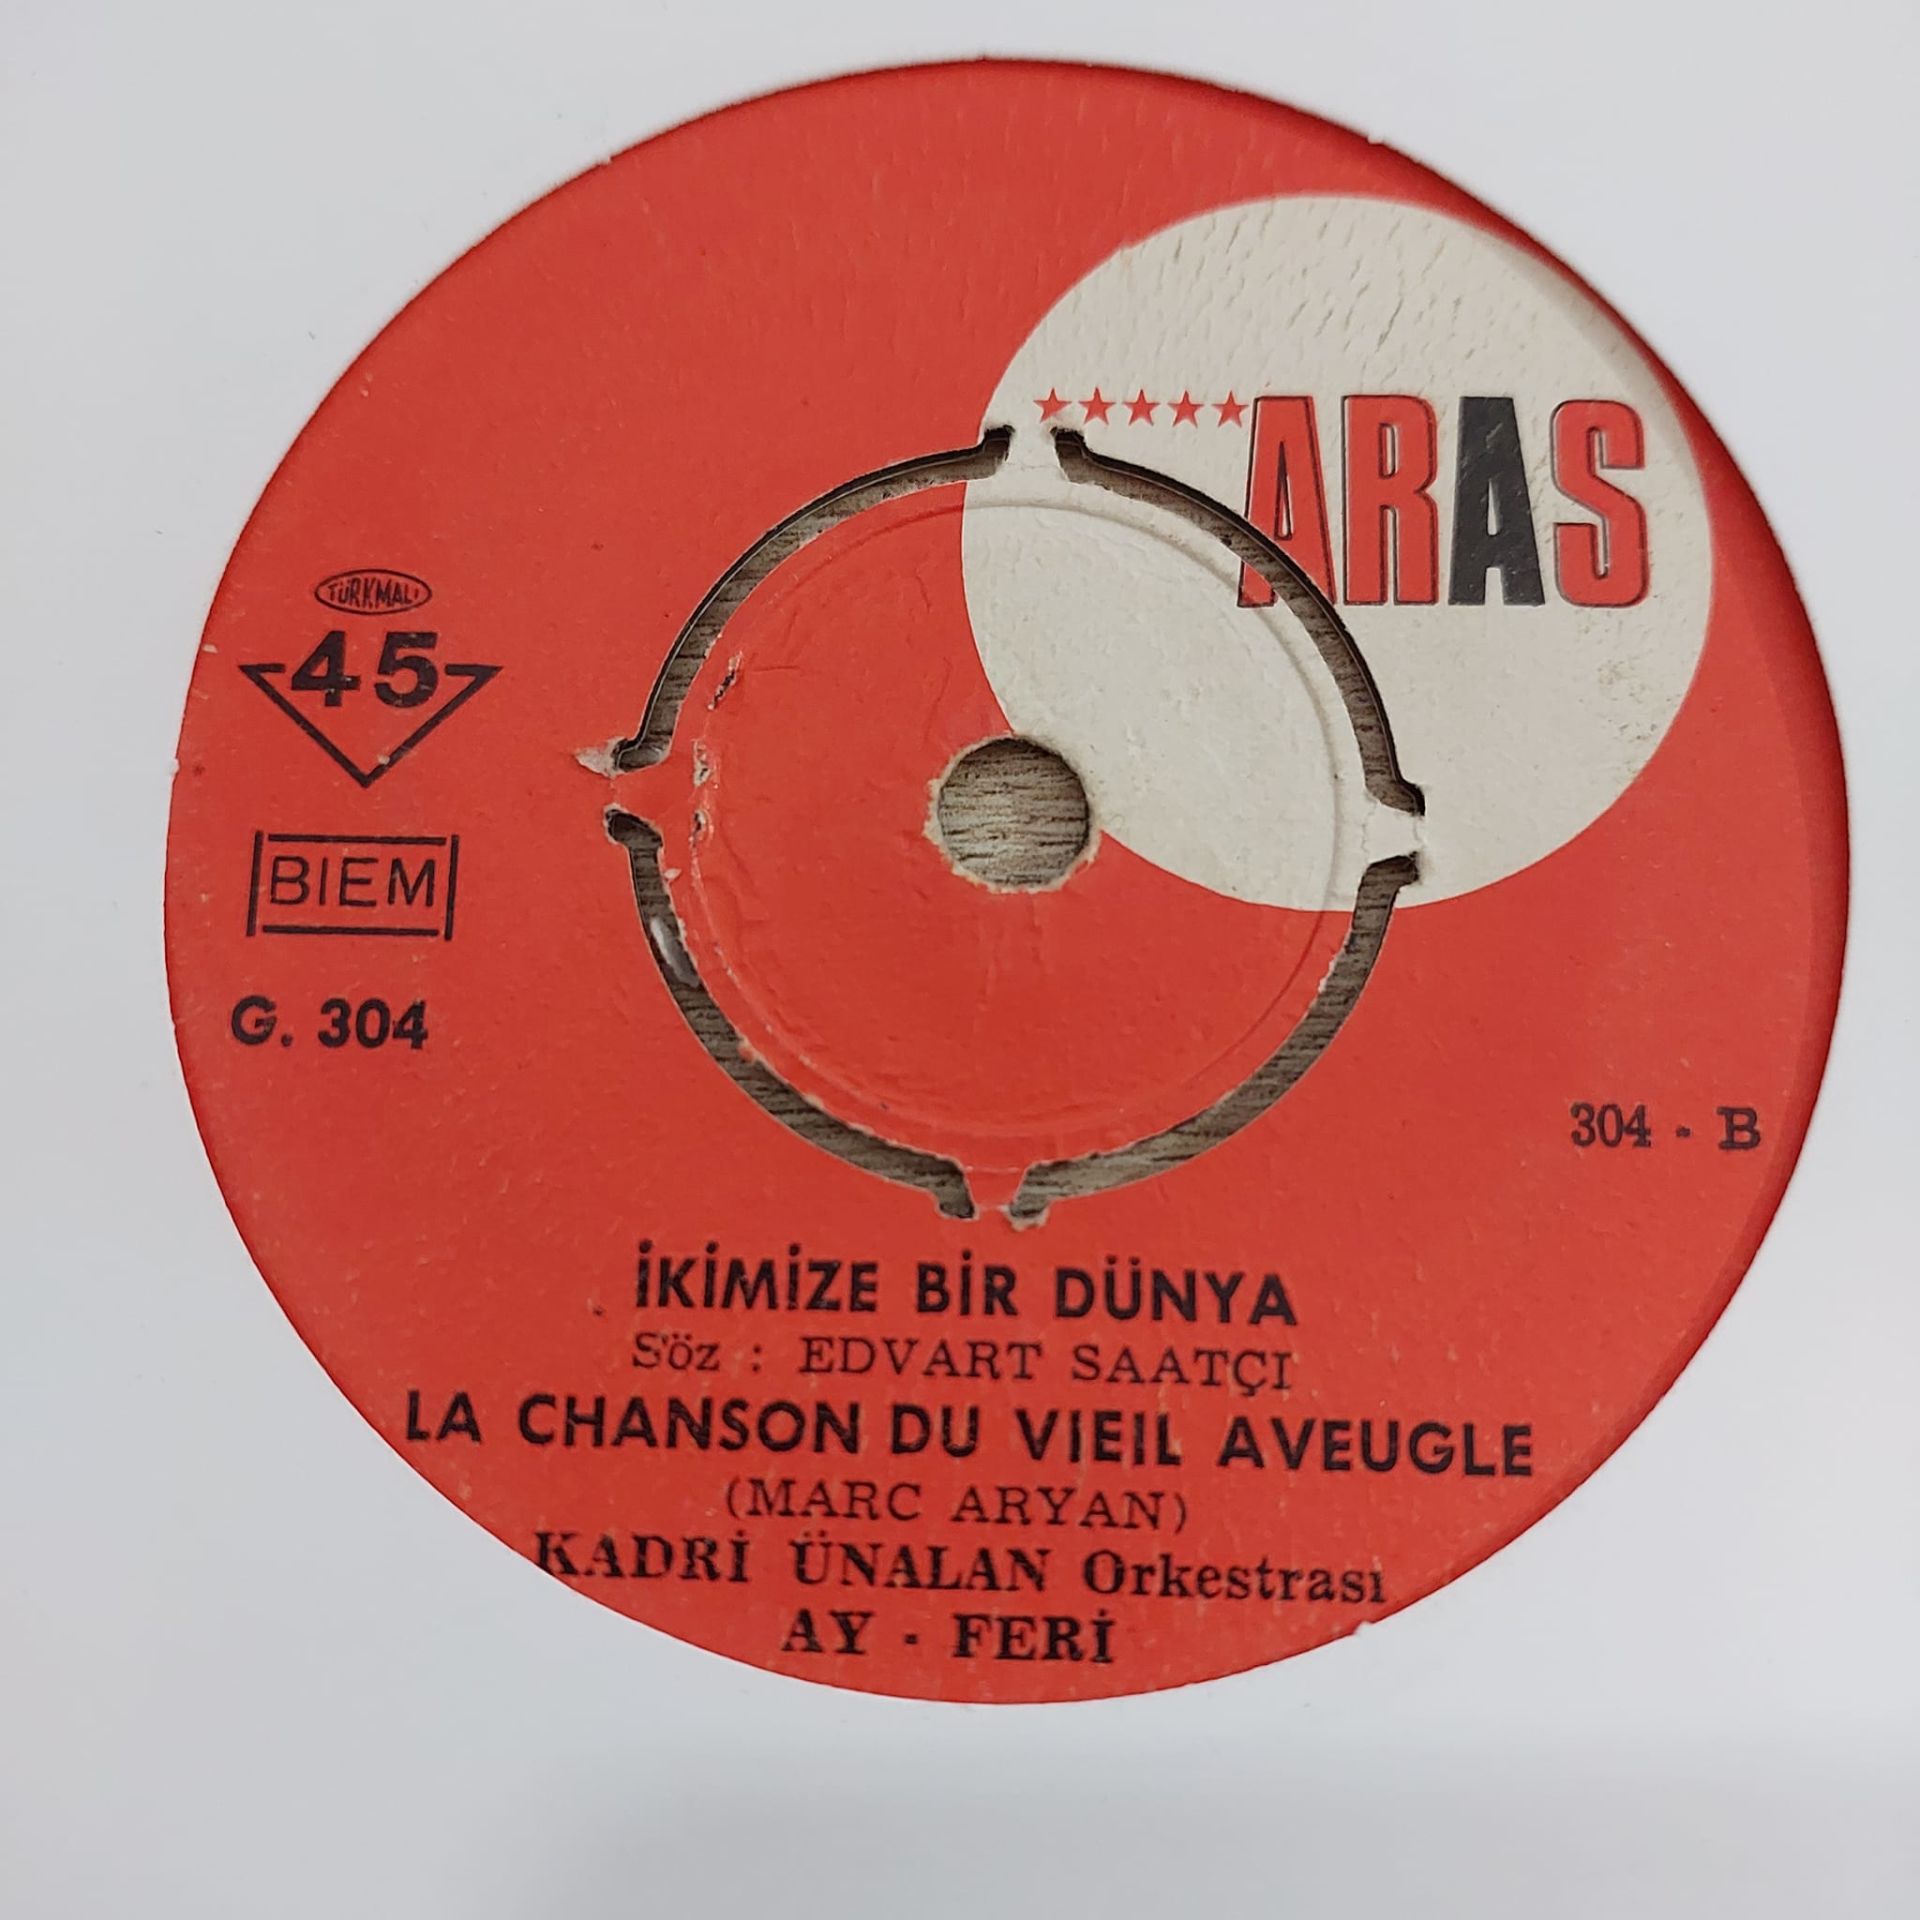 ARAS
TÜRKMALI
45
BIEM
G. 304
304 - B
İKİMİZE BİR DÜNYA
Söz : EDVART SAATÇI
LA CHANSON DU VIEIL AVEUGLE
(MARC ARYAN)
KADRİ ÜNALAN Orkestrası
AY - FERİ